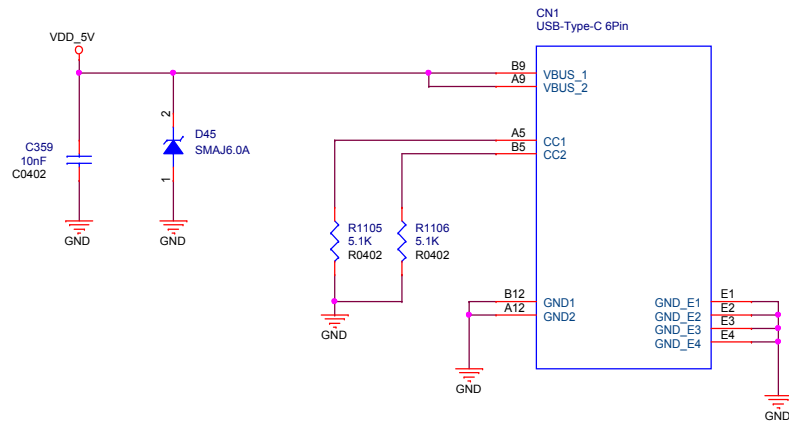 CN1
USB-Type-C 6Pin
VDD_5V
B9
VBUS_1
A9
VBUS_2
2
D45
SMAJ6.0A
1
C359
10nF
C0402
GND
GND
A5
CC1
B5
CC2
R1105
5.1K
R0402
R1106
5.1K
R0402
GND
B12
GND1
A12
GND2
GND
E1
GND_E1
E2
GND_E2
E3
GND_E3
E4
GND_E4
GND